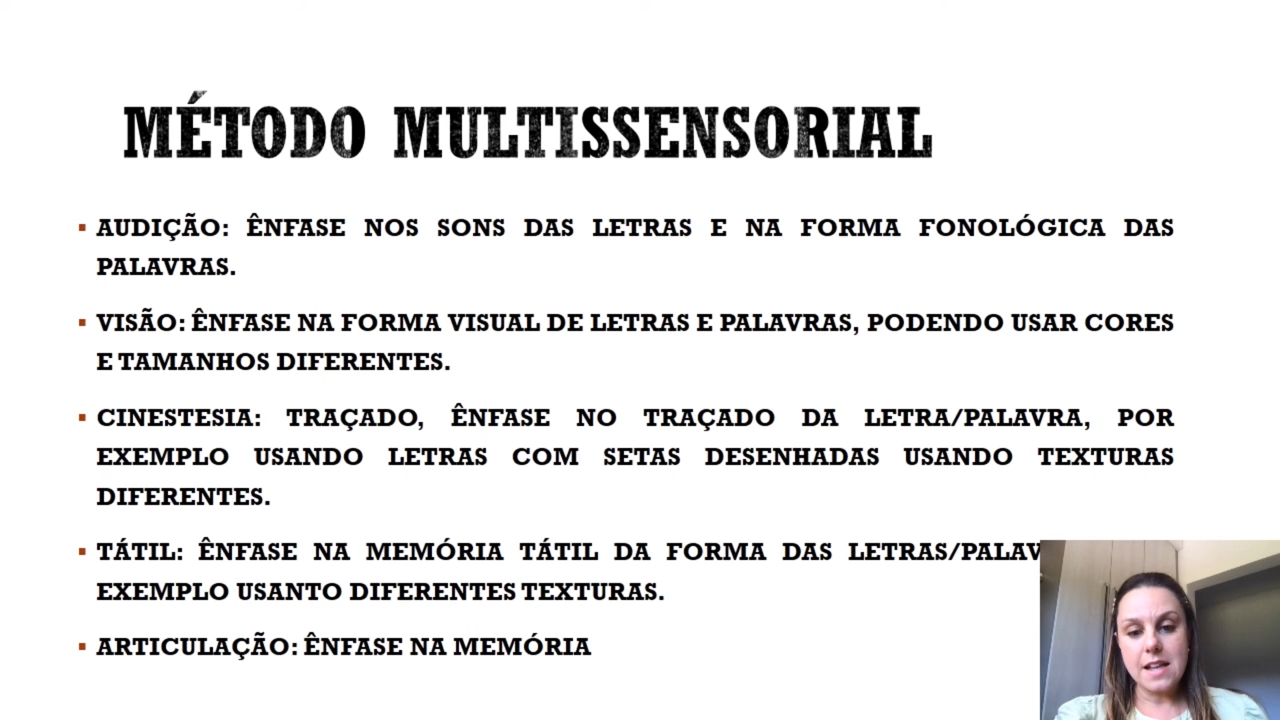 MÉTODO MULTISSENSORIAL
▪ AUDIÇÃO: ÊNFASE NOS SONS DAS LETRAS E NA FORMA FONOLÓGICA DAS
PALAVRAS.
▪ VISÃO: ÊNFASE NA FORMA VISUAL DE LETRAS E PALAVRAS, PODENDO USAR CORES
E TAMANHOS DIFERENTES.
▪ CINESTESIA: TRAÇADO, ÊNFASE NO TRAÇADO DA LETRA/PALAVRA, POR
EXEMPLO USANDO LETRAS COM SETAS DESENHADAS USANDO TEXTURAS
DIFERENTES.
▪ TÁTIL: ÊNFASE NA MEMÓRIA TÁTIL DA FORMA DAS LETRAS/
EXEMPLO USANTO DIFERENTES TEXTURAS.
▪ ARTICULAÇÃO: ÊNFASE NA MEMÓRIA